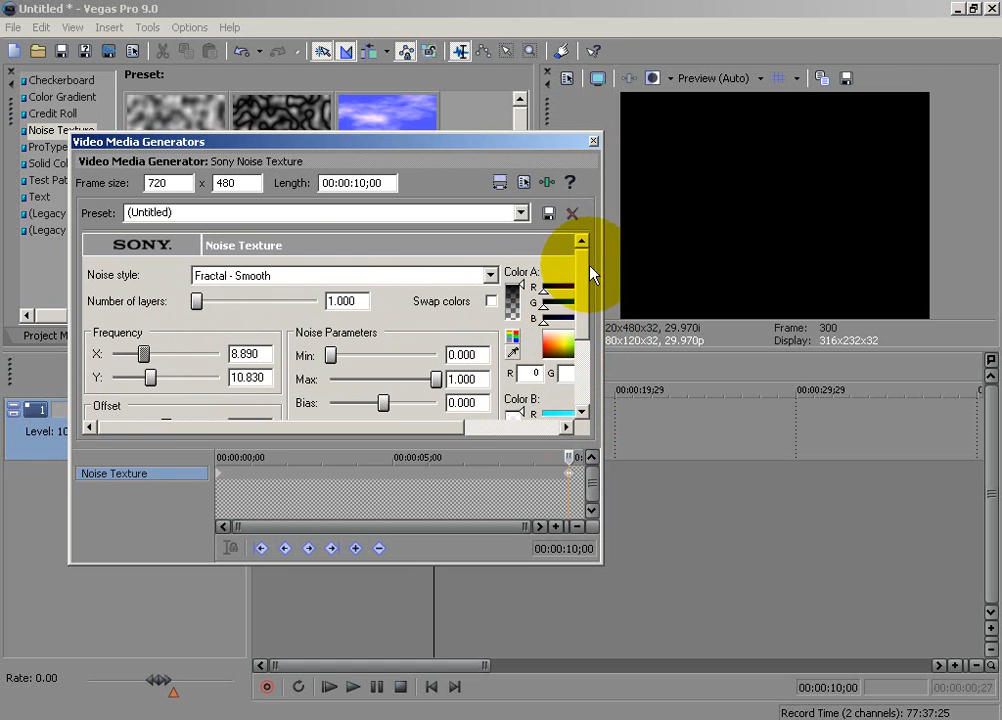 Untitled * - Vegas Pro 9.0
File Edit View Insert Tools Options Help
Checkerboard
Color Gradient
Credit Roll
Noise Texture
ProType
Solid Co
Test Pat
Text
(Legacy
(Legacy
Preset:
Preview (Auto)
Video Media Generators
Video Media Generator: Sony Noise Texture
Frame size: 720 x 480 Length: 00:00:10;00
Preset: (Untitled)
SONY. Noise Texture
Noise style: Fractal - Smooth
Color A:
Number of layers: 1.000 Swap colors
R
G
B
Frequency
X: 8.890
Y: 10.830
Noise Parameters
Min: 0.000
Max: 1.000
Bias: 0.000
R 0 G
Offset
Color B:
R
00:00:00;00 00:00:05;00 0:
Noise Texture
00:00:10;00
Project M
20x480x32, 29.970i
80x120x32, 29.970p
Frame: 300
Display: 316x232x32
1
Level: 10
00:00:19;29 00:00:29;29
Rate: 0.00
00:00:10;00
00:00:00;27
Record Time (2 channels): 77:37:25